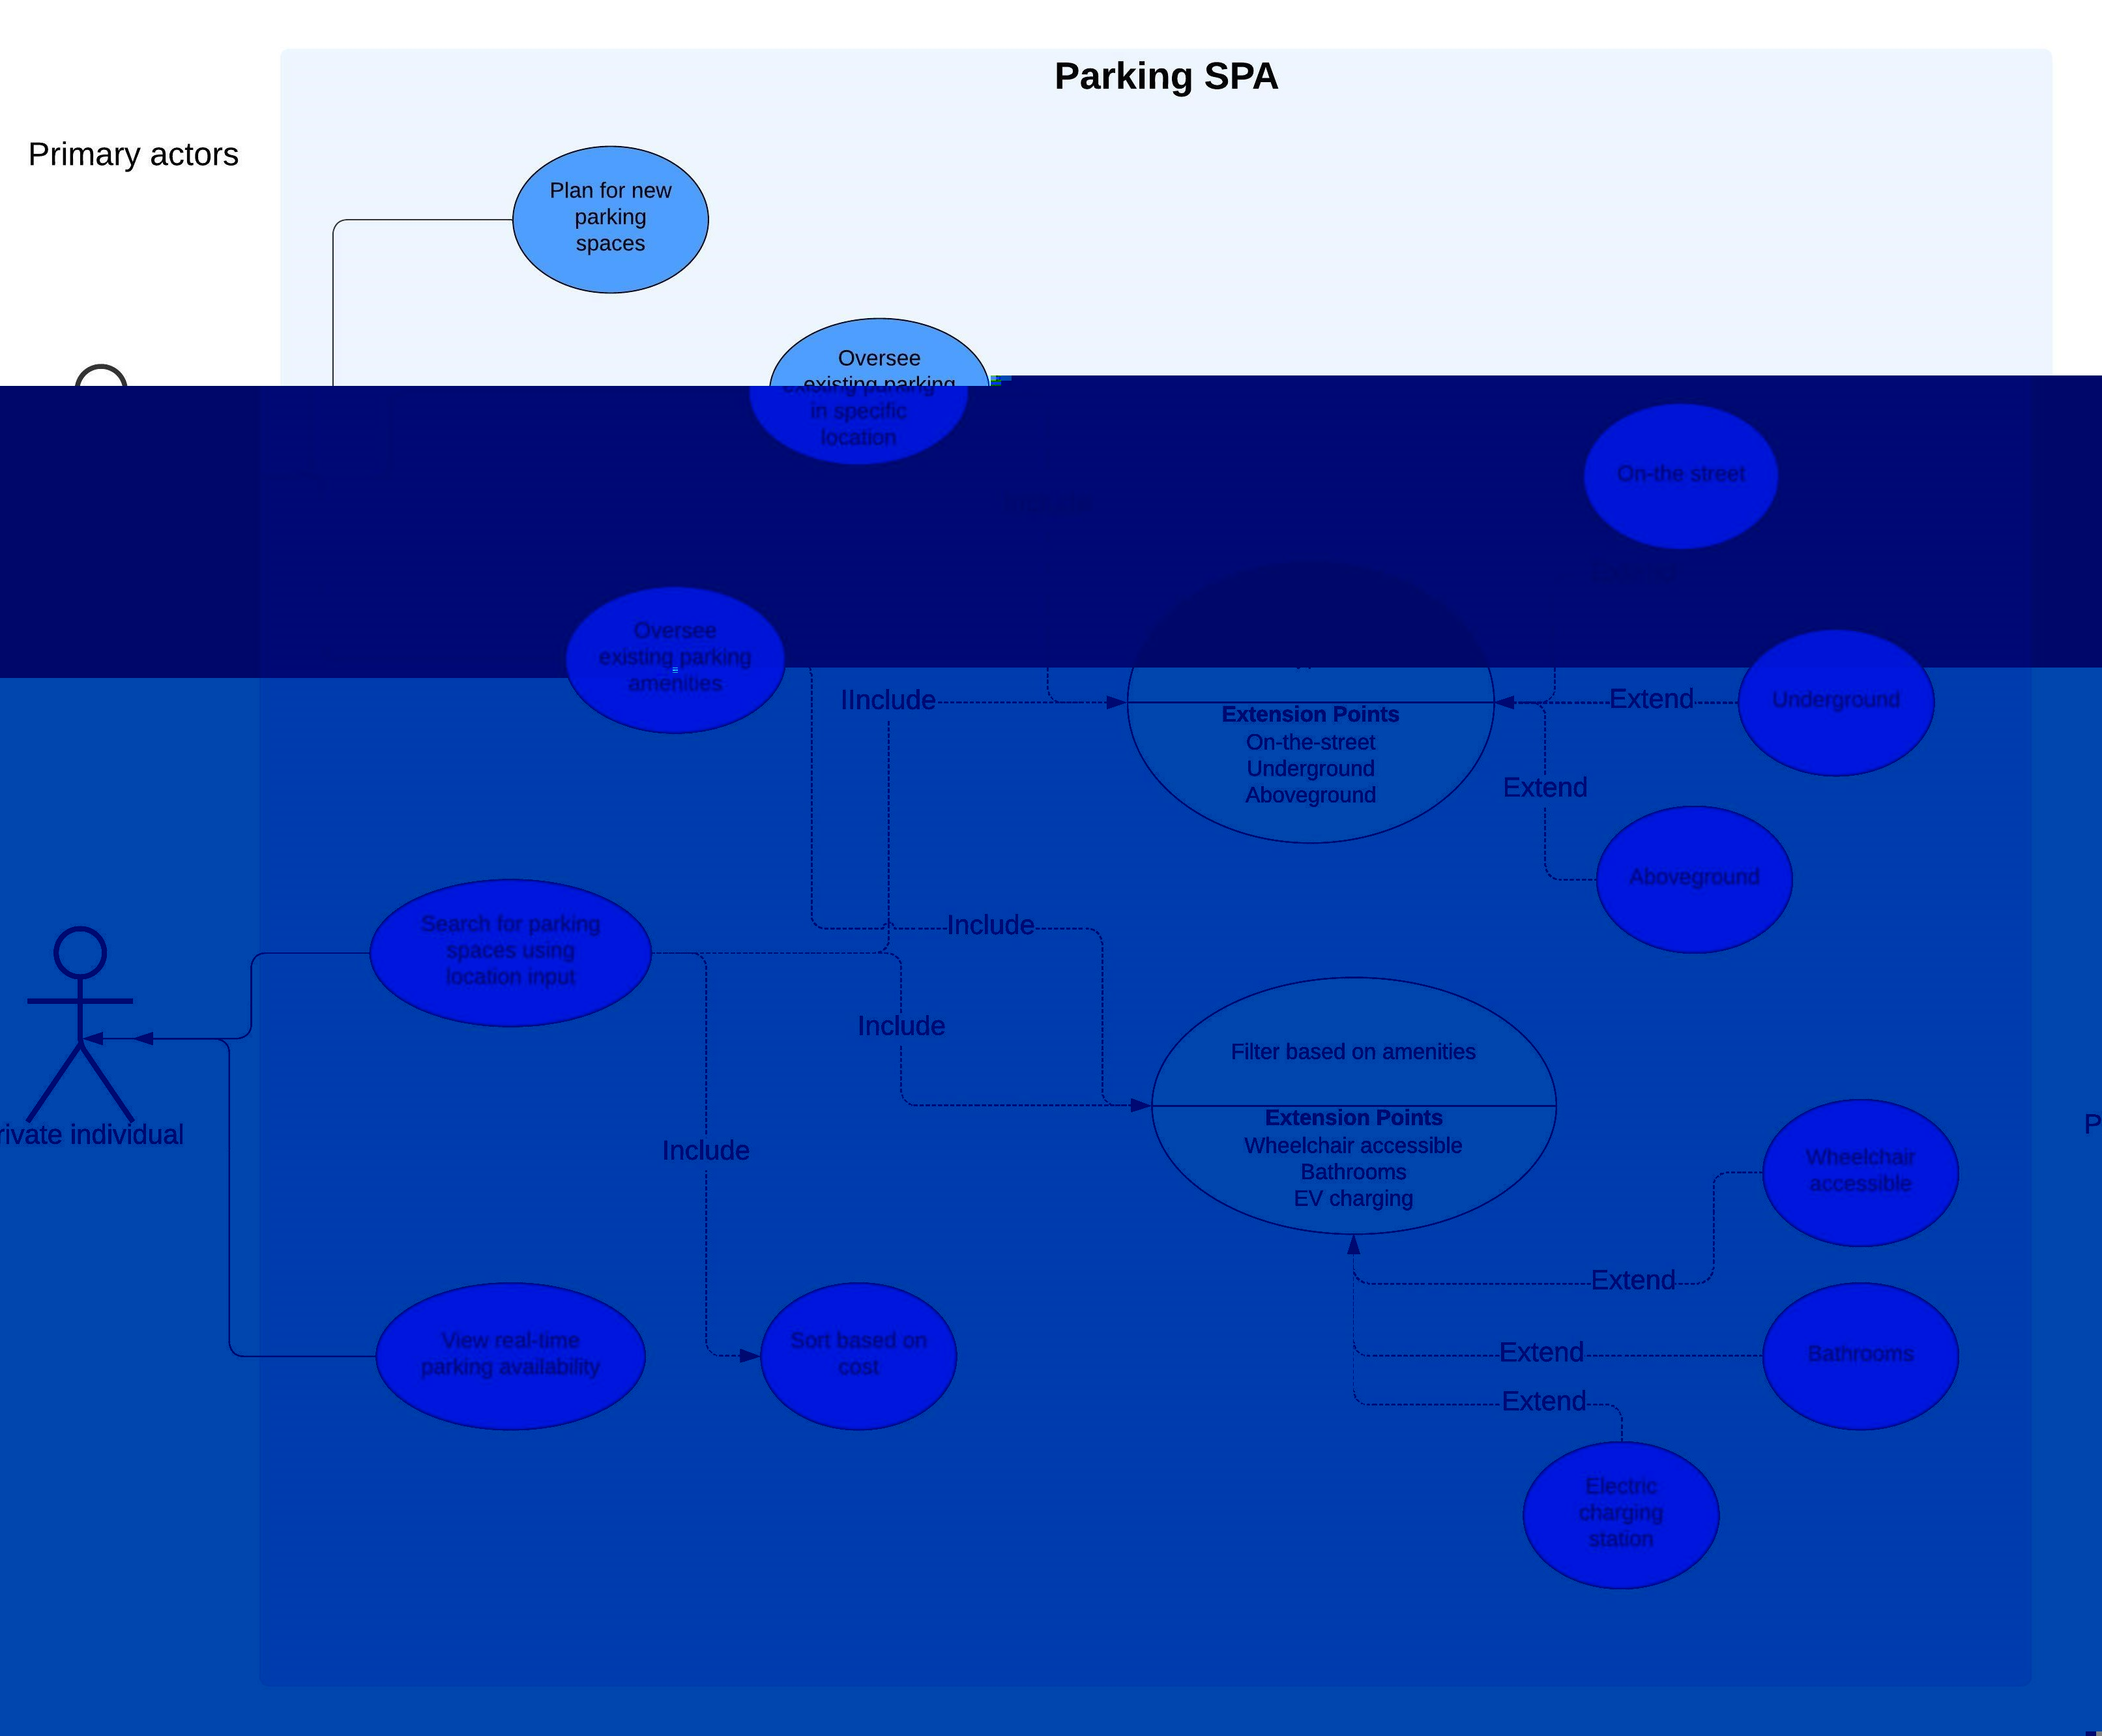 Parking SPA
Primary actors
Plan for new
parking
spaces
Oversee
existing parking
in specific
location
On-the street
Oversee
existing parking
amenities
IInclude
Extension Points
On-the-street
Underground
Aboveground
Extend
Underground
Extend
Aboveground
Search for parking
spaces using
location input
Include
Include
Filter based on amenities
Extension Points
Wheelchair accessible
Bathrooms
EV charging
rivate individual
P
Include
Wheelchair
accessible
Extend
View real-time
parking availability
Sort based on
cost
Extend
Bathrooms
Extend
Electric
charging
station